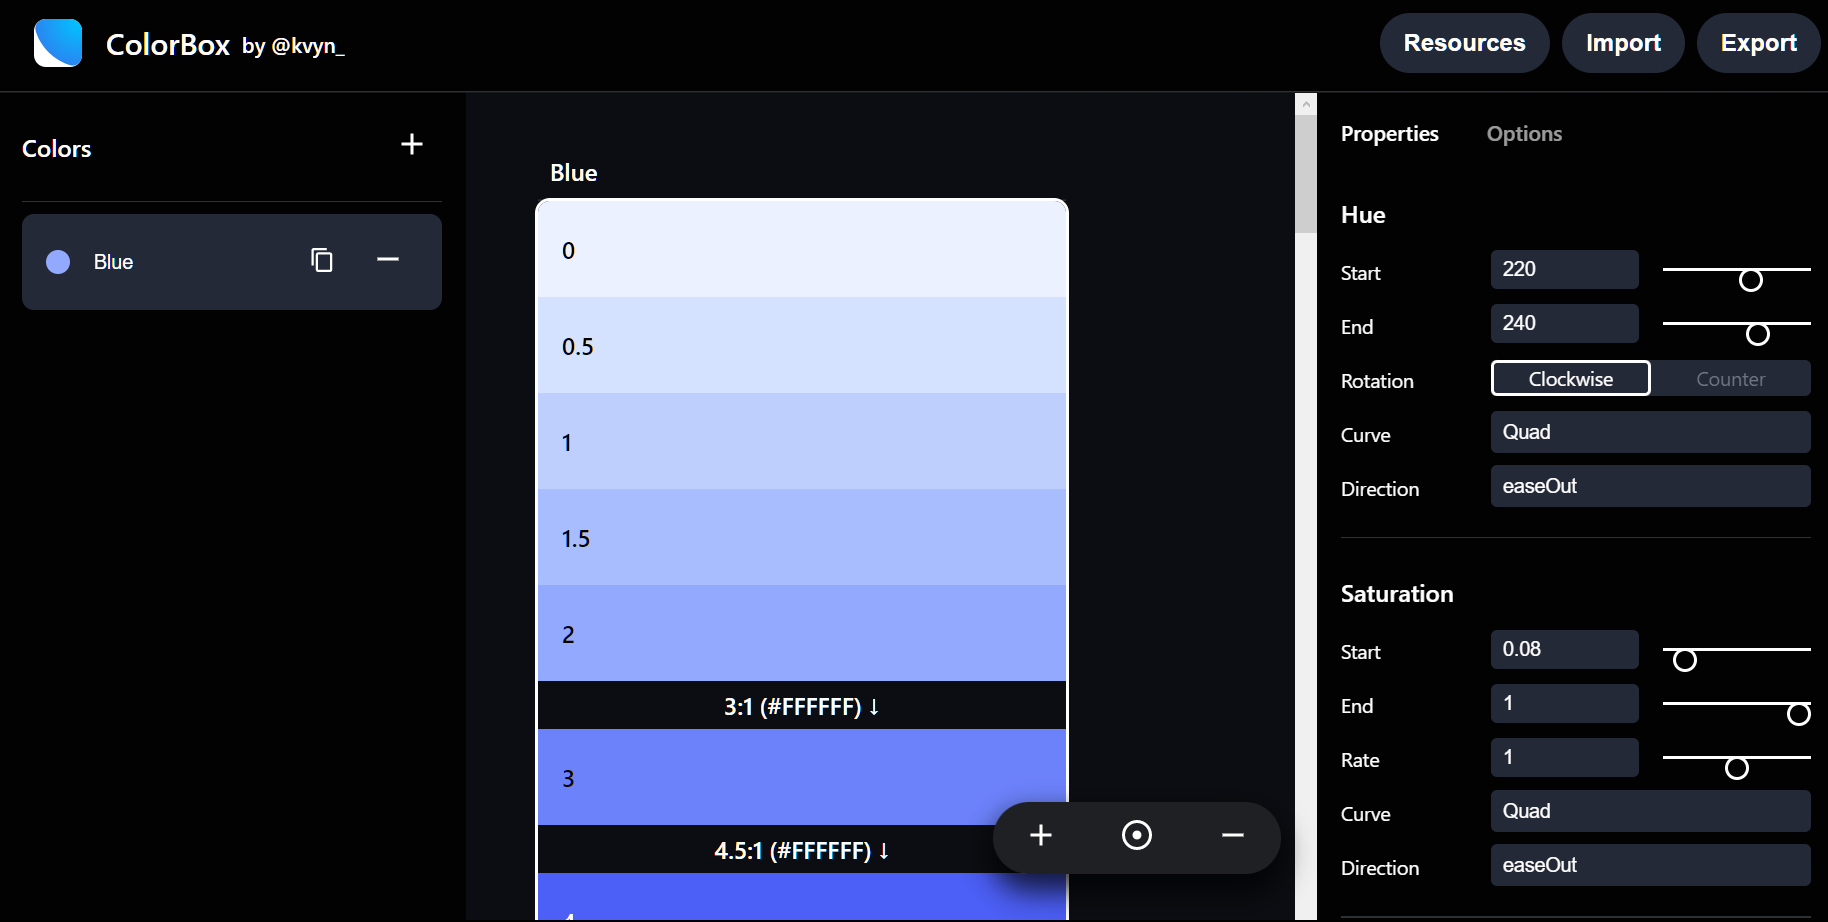 ColorBox by @kvyn_
Resources
Import
Export
Colors
Blue
Blue
0
0.5
1
1.5
2
3:1 (#FFFFFF) ↓
3
4.5:1 (#FFFFFF) ↓
4
Properties
Options
Hue
Start
220
End
240
Rotation
Clockwise
Counter
Curve
Quad
Direction
easeOut
Saturation
Start
0.08
End
1
Rate
1
Curve
Quad
Direction
easeOut